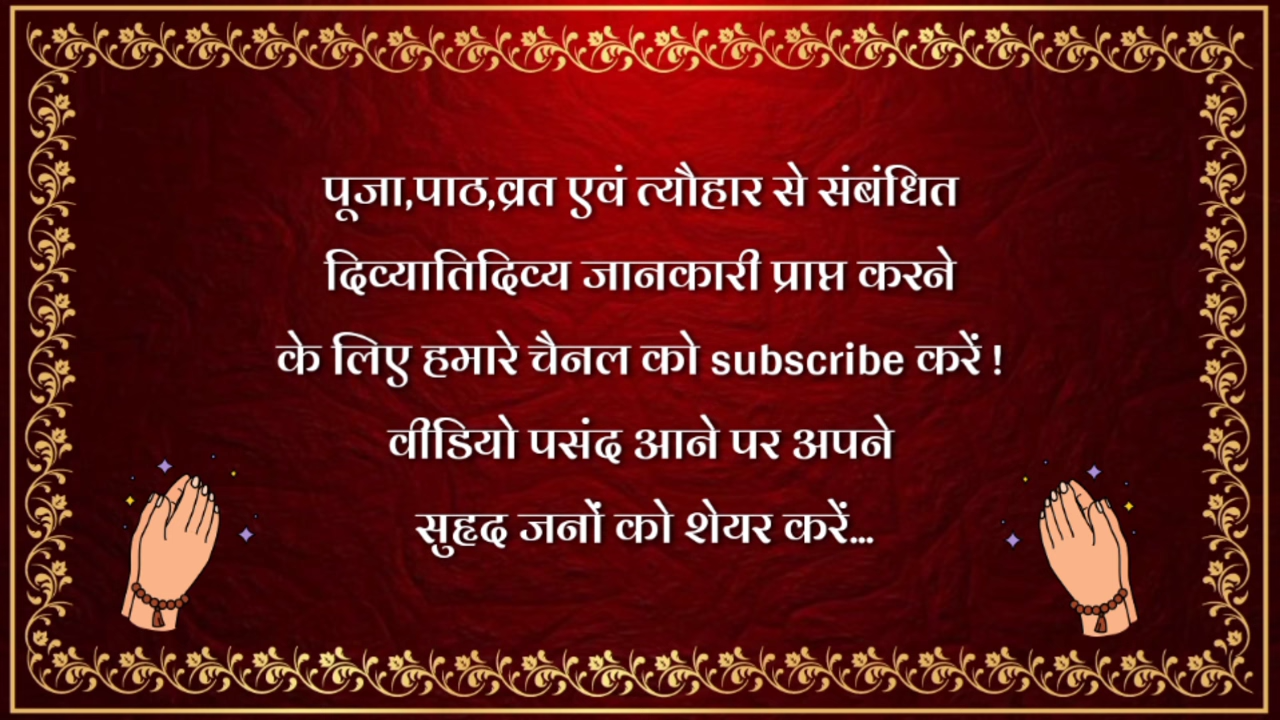 पूजा,पाठ,व्रत एवं त्यौहार से संबंधित
दिव्यातिदिव्य जानकारी प्राप्त करने
के लिए हमारे चैनल को subscribe करें !
वीडियो पसंद आने पर अपने
सुहृद जनों को शेयर करें...